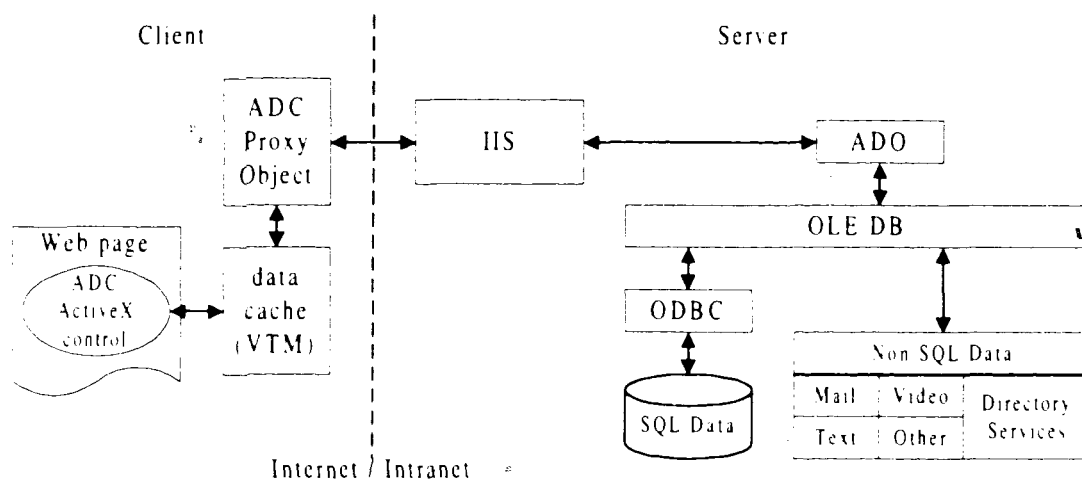 Client
Server
ADC
Proxy
Object
IIS
ADO
OLE DB
Web page
ADC
ActiveX
control
data
cache
(VTM)
ODBC
SQL Data
Non SQL Data
Mail
Video
Directory
Services
Text
Other
Internet / Intranet